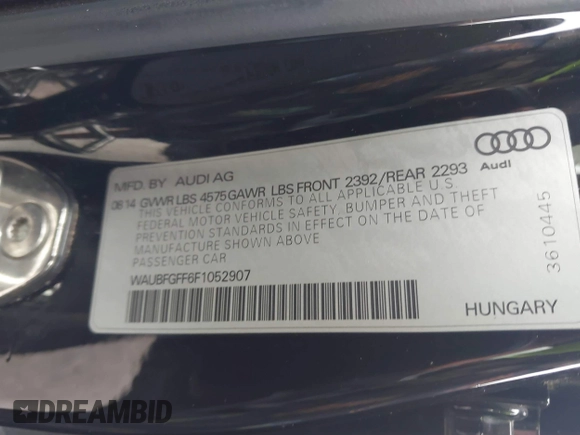 MFD. BY AUDI AG
08.14 GVWR LBS 4575 GAWR LBS FRONT 2392/REAR 2293
THIS VEHICLE CONFORMS TO ALL APPLICABLE U.S.
FEDERAL MOTOR VEHICLE SAFETY, BUMPER AND THEFT
PREVENTION STANDARDS IN EFFECT ON THE DATE OF
MANUFACTURE SHOWN ABOVE
PASSENGER CAR
WAUBFGFF6F1052907
Audi
3610445
HUNGARY
DREAMBID